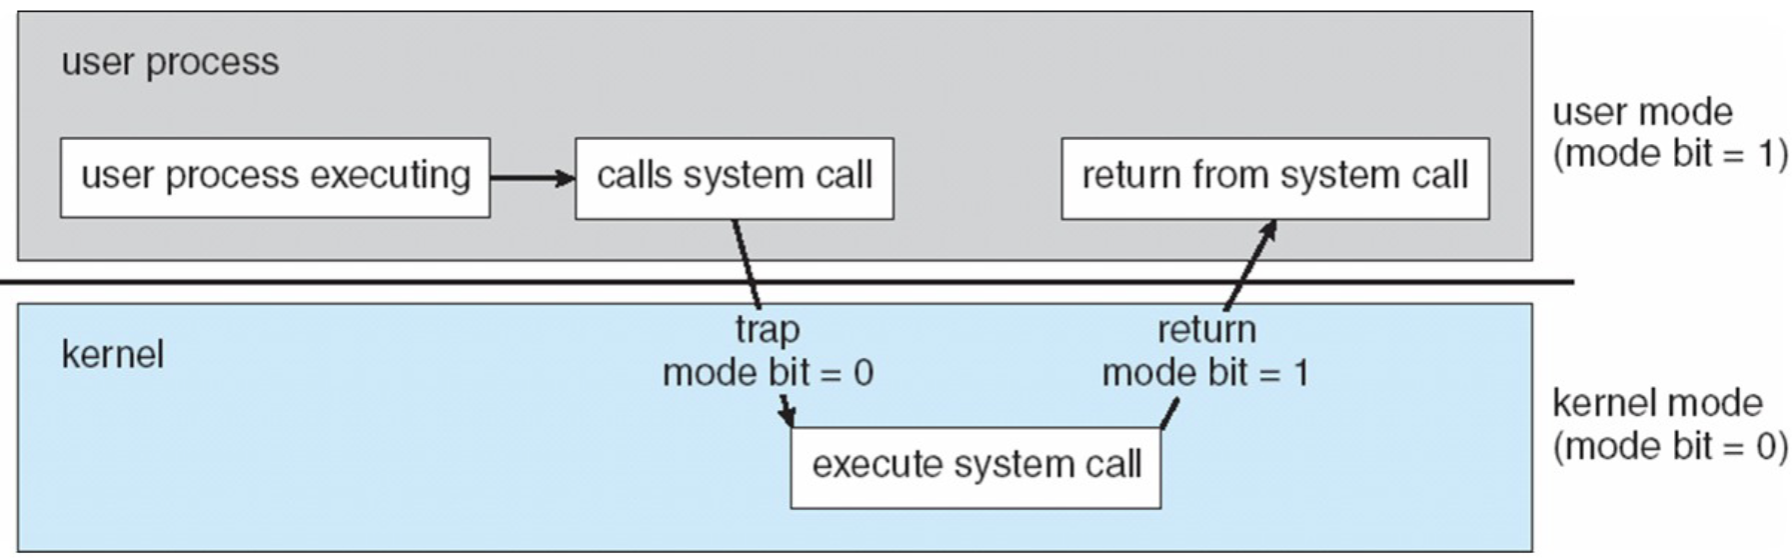 user process
user process executing
calls system call
return from system call
user mode
(mode bit = 1)
kernel
trap
mode bit = 0
return
mode bit = 1
execute system call
kernel mode
(mode bit = 0)